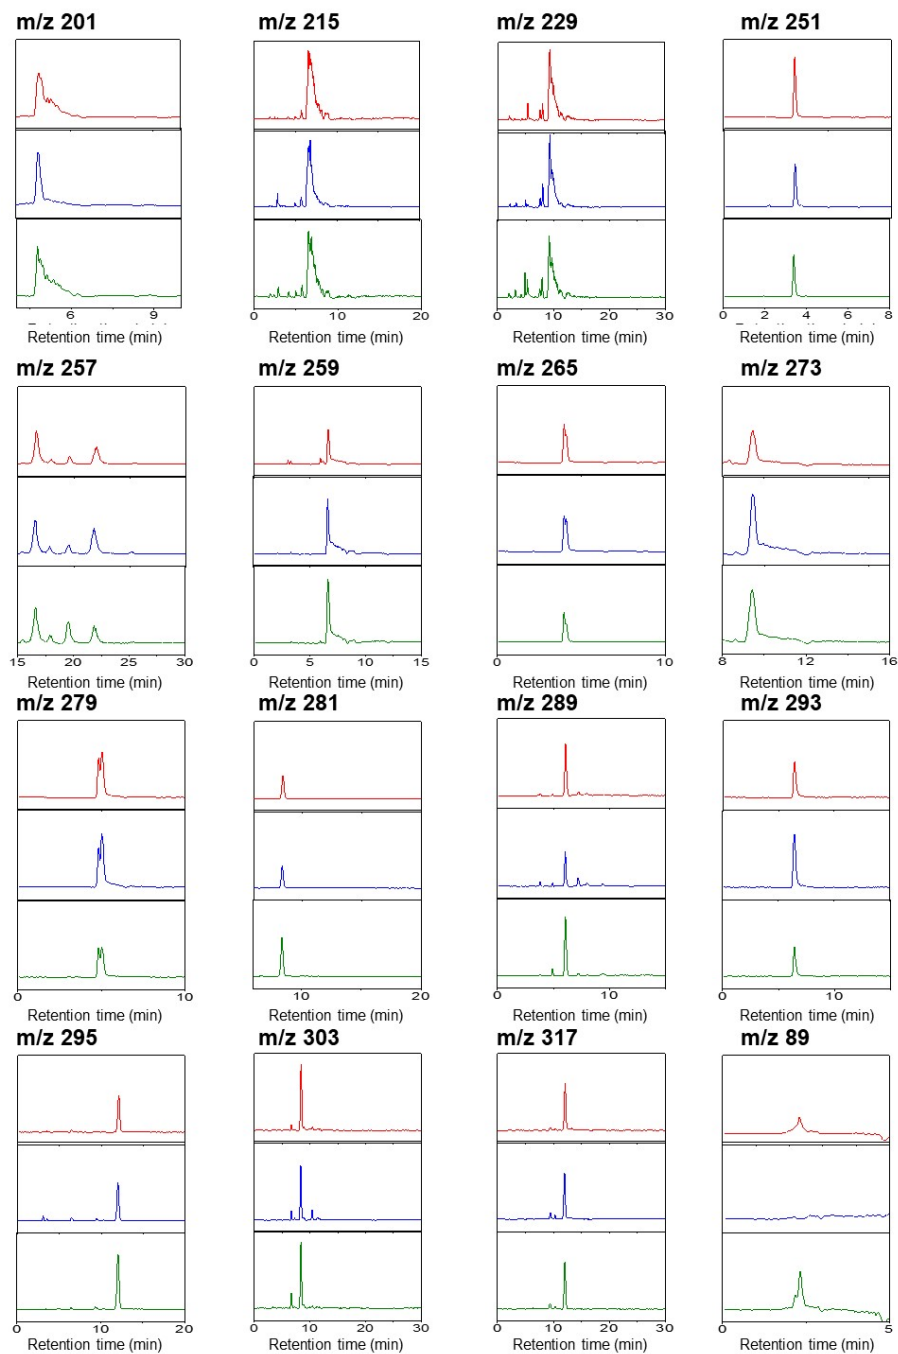 m/z 201 m/z 215 m/z 229 m/z 251
6 9 0 10 20 0 10 20 30 0 2 4 6 8
Retention time (min) Retention time (min) Retention time (min) Retention time (min)
m/z 257 m/z 259 m/z 265 m/z 273
15 20 25 30 0 5 10 15 0 10 8 12 16
Retention time (min) Retention time (min) Retention time (min) Retention time (min)
m/z 279 m/z 281 m/z 289 m/z 293
0 10 10 20 0 10 0 10
Retention time (min) Retention time (min) Retention time (min) Retention time (min)
m/z 295 m/z 303 m/z 317 m/z 89
0 10 20 0 10 20 30 0 10 20 30 0 5
Retention time (min) Retention time (min) Retention time (min) Retention time (min)